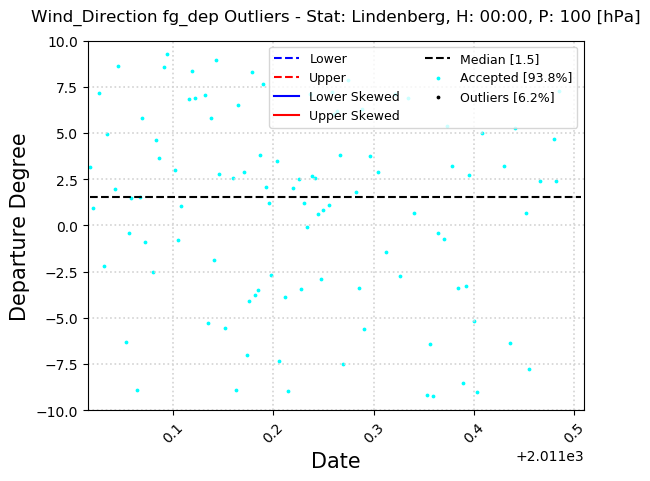 Wind_Direction fg_dep Outliers - Stat: Lindenberg, H: 00:00, P: 100 [hPa]
Departure Degree
10.0
7.5
5.0
2.5
0.0
−2.5
−5.0
−7.5
−10.0
Lower
Upper
Lower Skewed
Upper Skewed
Median [1.5]
Accepted [93.8%]
Outliers [6.2%]
0.1
0.2
0.3
0.4
0.5
+2.011e3
Date